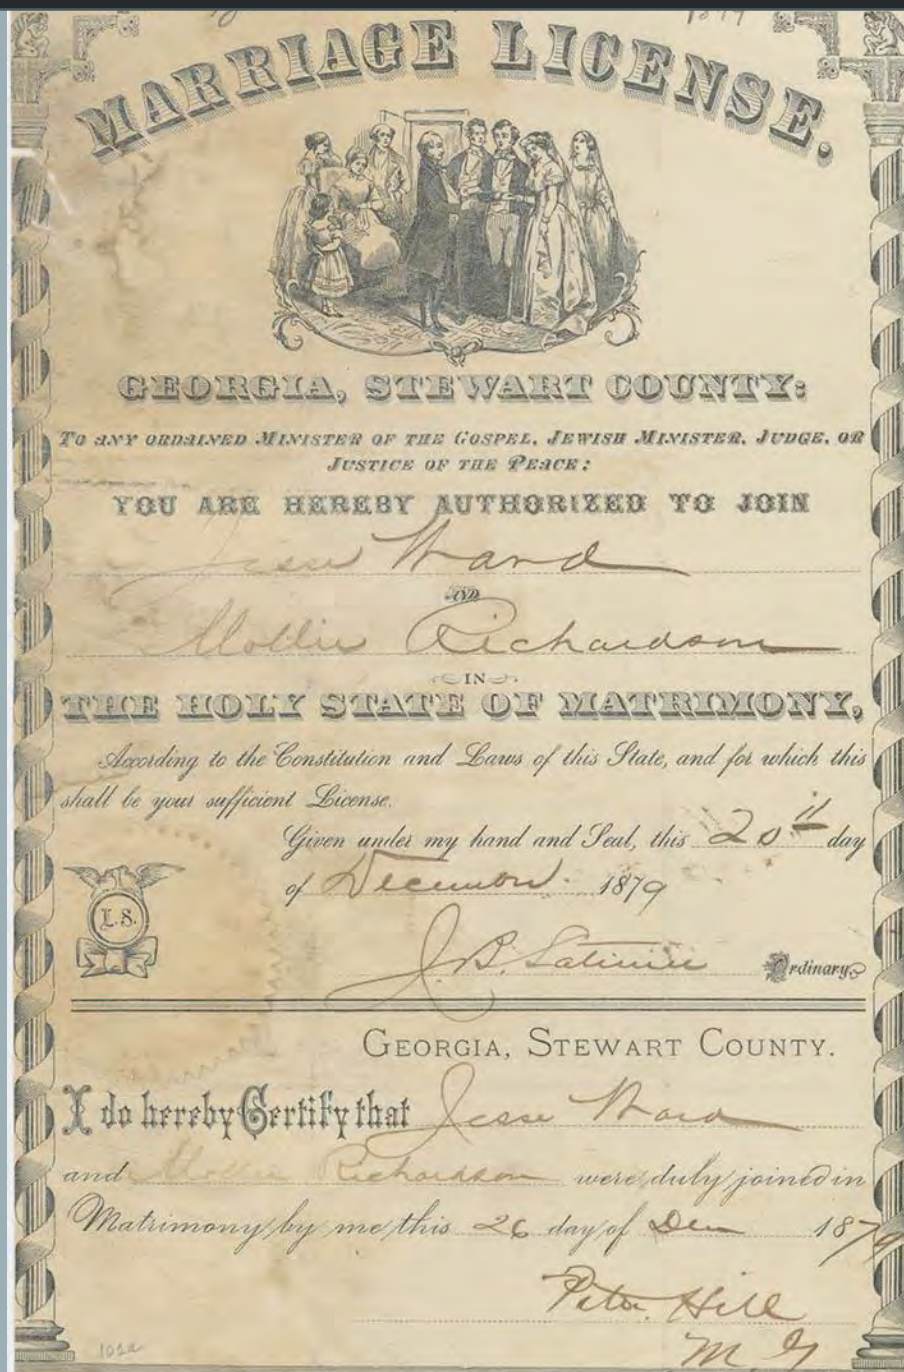 MARRIAGE LICENSE.
GEORGIA, STEWART COUNTY:
TO ANY ORDAINED MINISTER OF THE GOSPEL, JEWISH MINISTER, JUDGE, OR
JUSTICE OF THE PEACE:
YOU ARE HEREBY AUTHORIZED TO JOIN
Jesse Ward
AND
Mollie Richardson
IN
THE HOLY STATE OF MATRIMONY,
According to the Constitution and Laws of this State, and for which this
shall be your sufficient License.
Given under my hand and Seal, this 20th day
of December. 1879
L.S.
J. B. Latimer Ordinary
GEORGIA, STEWART COUNTY.
I do hereby Certify that Jesse Ward
and Mollie Richardson were duly joined in
Matrimony by me this 26 day of Dem 1879
Peter Hill
M G